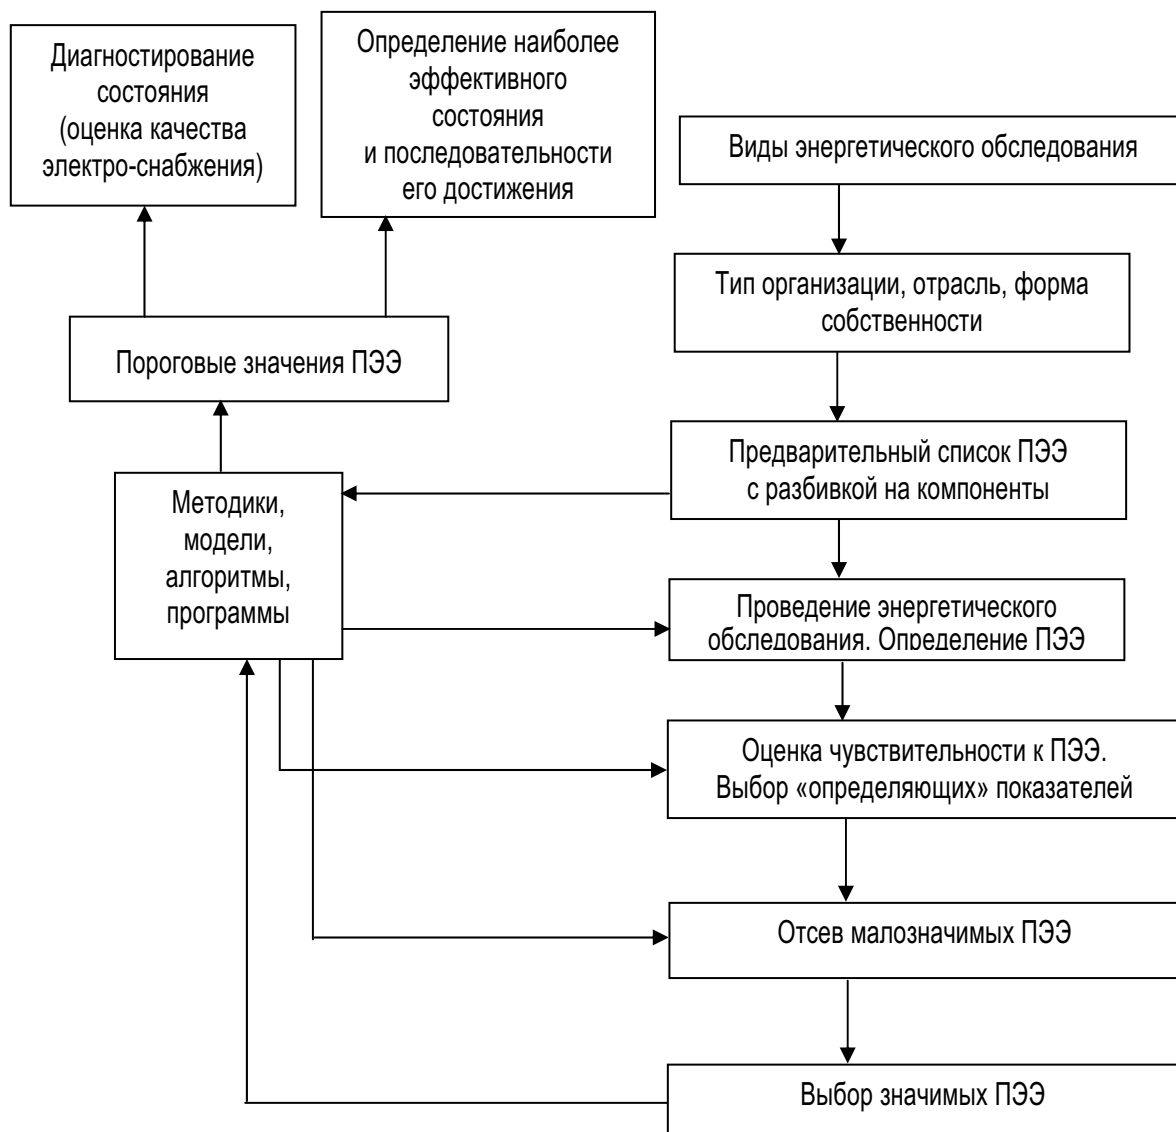 Диагностирование
состояния
(оценка качества
электро-снабжения)
Определение наиболее
эффективного
состояния
и последовательности
его достижения
Виды энергетического обследования
Тип организации, отрасль, форма
собственности
Пороговые значения ПЭЭ
Предварительный список ПЭЭ
с разбивкой на компоненты
Методики,
модели,
алгоритмы,
программы
Проведение энергетического
обследования. Определение ПЭЭ
Оценка чувствительности к ПЭЭ.
Выбор «определяющих» показателей
Отсев малозначимых ПЭЭ
Выбор значимых ПЭЭ